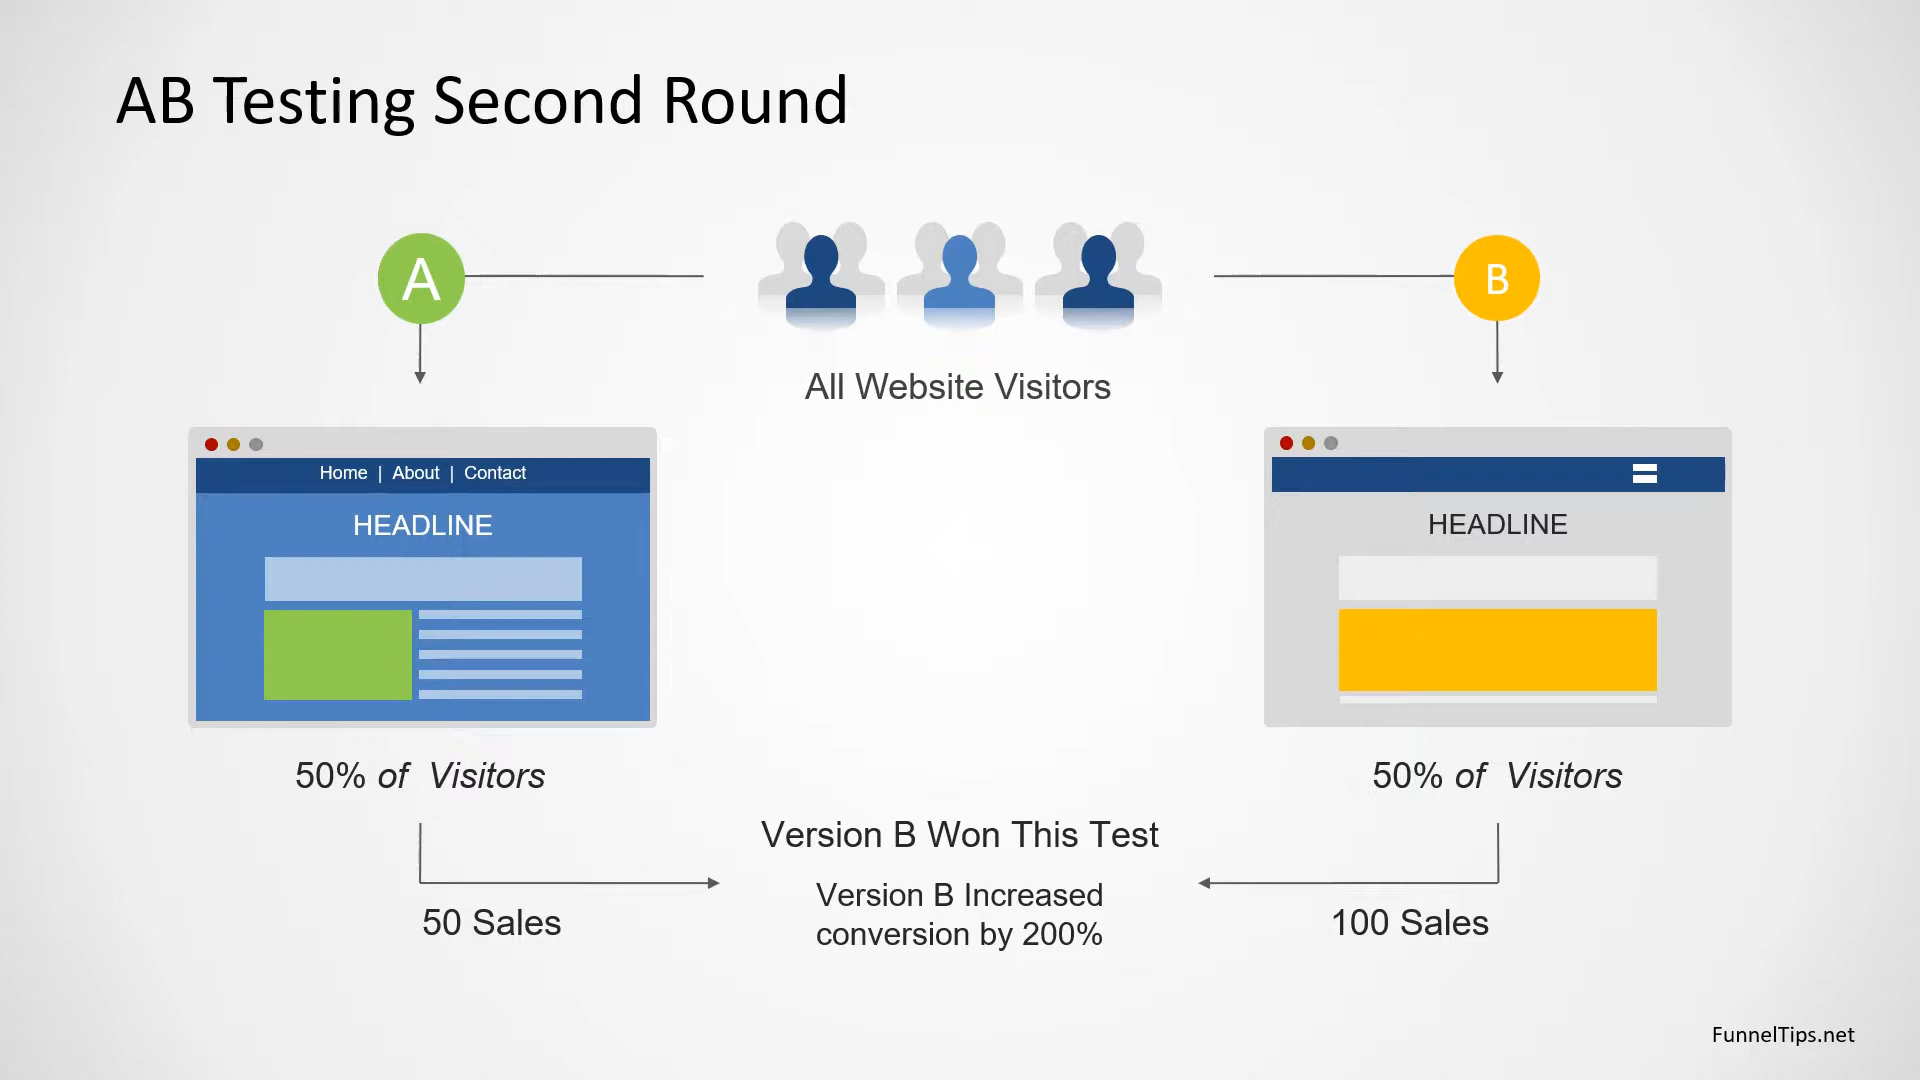 AB Testing Second Round
A
B
All Website Visitors
Home | About | Contact
HEADLINE
HEADLINE
50% of Visitors
50% of Visitors
Version B Won This Test
Version B Increased
conversion by 200%
50 Sales
100 Sales
FunnelTips.net